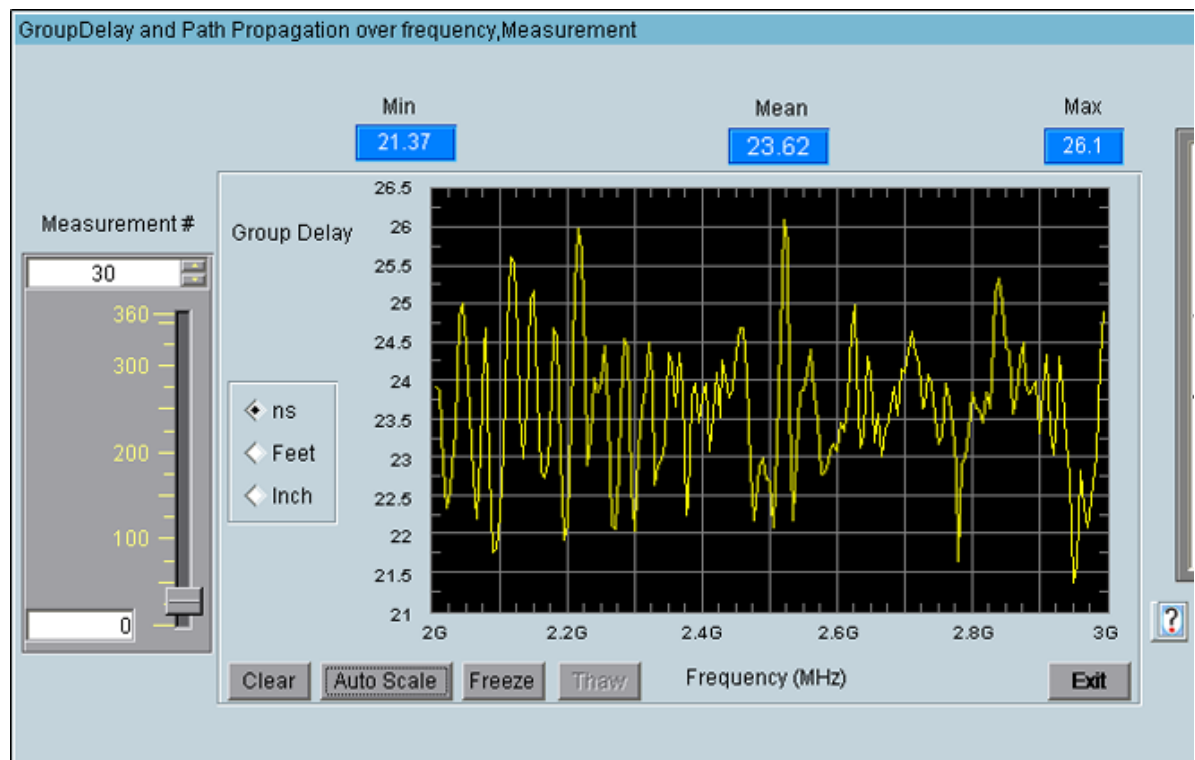 GroupDelay and Path Propagation over frequency,Measurement
Min
Mean
Max
21.37
23.62
26.1
Measurement #
30
360
300
200
100
0
Group Delay
ns
Feet
Inch
26.5
26
25.5
25
24.5
24
23.5
23
22.5
22
21.5
21
2G
2.2G
2.4G
2.6G
2.8G
3G
Frequency (MHz)
Clear
Auto Scale
Freeze
Thaw
Exit
?